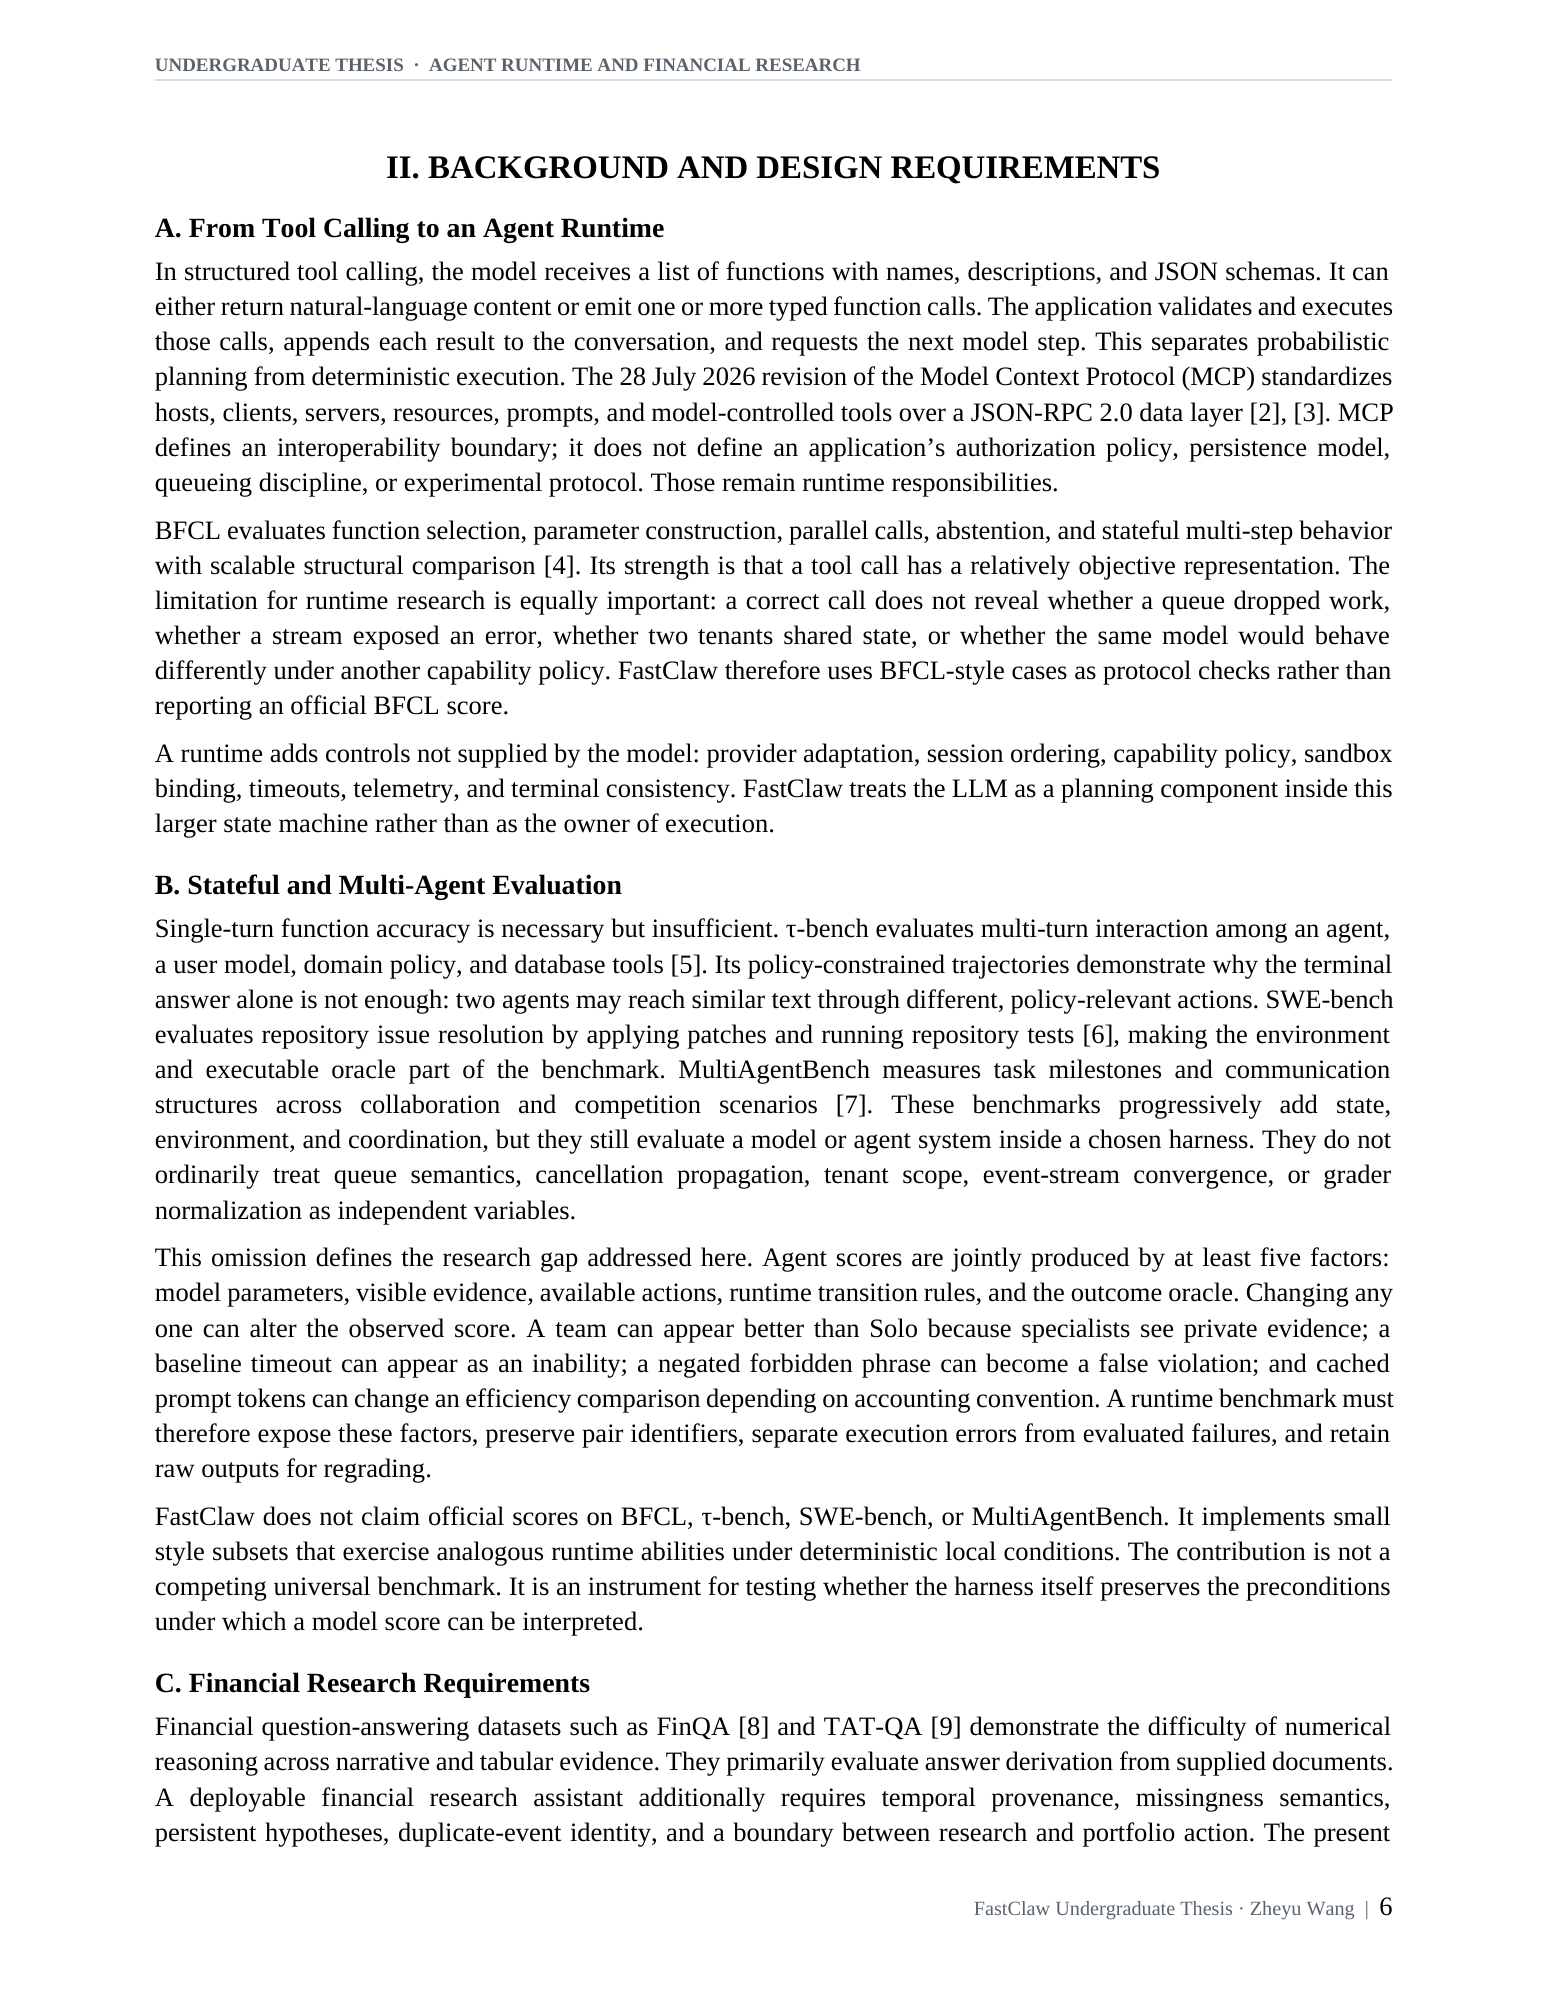 UNDERGRADUATE THESIS · AGENT RUNTIME AND FINANCIAL RESEARCH
II. BACKGROUND AND DESIGN REQUIREMENTS
A. From Tool Calling to an Agent Runtime
In structured tool calling, the model receives a list of functions with names, descriptions, and JSON schemas. It can
either return natural-language content or emit one or more typed function calls. The application validates and executes
those calls, appends each result to the conversation, and requests the next model step. This separates probabilistic
planning from deterministic execution. The 28 July 2026 revision of the Model Context Protocol (MCP) standardizes
hosts, clients, servers, resources, prompts, and model-controlled tools over a JSON-RPC 2.0 data layer [2], [3]. MCP
defines an interoperability boundary; it does not define an application’s authorization policy, persistence model,
queueing discipline, or experimental protocol. Those remain runtime responsibilities.
BFCL evaluates function selection, parameter construction, parallel calls, abstention, and stateful multi-step behavior
with scalable structural comparison [4]. Its strength is that a tool call has a relatively objective representation. The
limitation for runtime research is equally important: a correct call does not reveal whether a queue dropped work,
whether a stream exposed an error, whether two tenants shared state, or whether the same model would behave
differently under another capability policy. FastClaw therefore uses BFCL-style cases as protocol checks rather than
reporting an official BFCL score.
A runtime adds controls not supplied by the model: provider adaptation, session ordering, capability policy, sandbox
binding, timeouts, telemetry, and terminal consistency. FastClaw treats the LLM as a planning component inside this
larger state machine rather than as the owner of execution.
B. Stateful and Multi-Agent Evaluation
Single-turn function accuracy is necessary but insufficient. τ-bench evaluates multi-turn interaction among an agent,
a user model, domain policy, and database tools [5]. Its policy-constrained trajectories demonstrate why the terminal
answer alone is not enough: two agents may reach similar text through different, policy-relevant actions. SWE-bench
evaluates repository issue resolution by applying patches and running repository tests [6], making the environment
and executable oracle part of the benchmark. MultiAgentBench measures task milestones and communication
structures across collaboration and competition scenarios [7]. These benchmarks progressively add state,
environment, and coordination, but they still evaluate a model or agent system inside a chosen harness. They do not
ordinarily treat queue semantics, cancellation propagation, tenant scope, event-stream convergence, or grader
normalization as independent variables.
This omission defines the research gap addressed here. Agent scores are jointly produced by at least five factors:
model parameters, visible evidence, available actions, runtime transition rules, and the outcome oracle. Changing any
one can alter the observed score. A team can appear better than Solo because specialists see private evidence; a
baseline timeout can appear as an inability; a negated forbidden phrase can become a false violation; and cached
prompt tokens can change an efficiency comparison depending on accounting convention. A runtime benchmark must
therefore expose these factors, preserve pair identifiers, separate execution errors from evaluated failures, and retain
raw outputs for regrading.
FastClaw does not claim official scores on BFCL, τ-bench, SWE-bench, or MultiAgentBench. It implements small
style subsets that exercise analogous runtime abilities under deterministic local conditions. The contribution is not a
competing universal benchmark. It is an instrument for testing whether the harness itself preserves the preconditions
under which a model score can be interpreted.
C. Financial Research Requirements
Financial question-answering datasets such as FinQA [8] and TAT-QA [9] demonstrate the difficulty of numerical
reasoning across narrative and tabular evidence. They primarily evaluate answer derivation from supplied documents.
A deployable financial research assistant additionally requires temporal provenance, missingness semantics,
persistent hypotheses, duplicate-event identity, and a boundary between research and portfolio action. The present
FastClaw Undergraduate Thesis · Zheyu Wang | 6